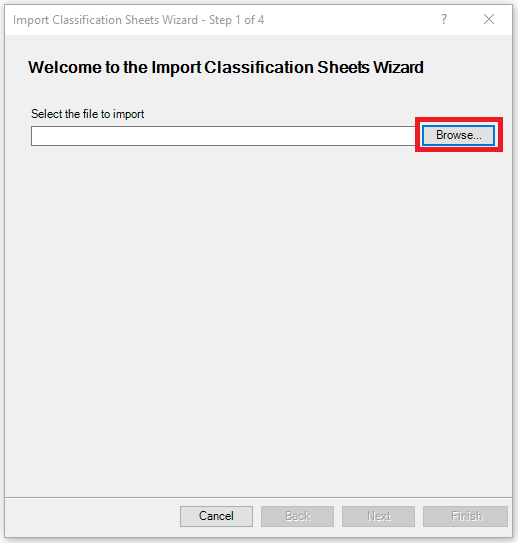 Import Classification Sheets Wizard - Step 1 of 4
?
Welcome to the Import Classification Sheets Wizard
Select the file to import
Browse...
Cancel
Back
Next
Finish